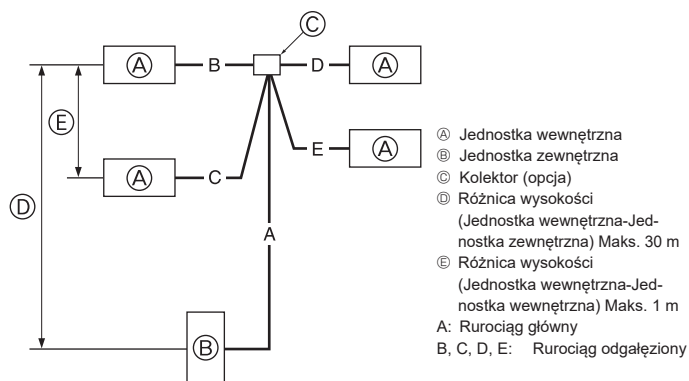 Ⓒ
Ⓐ B D Ⓐ
Ⓔ
Ⓐ C E Ⓐ
Ⓓ
A
Ⓑ
Ⓐ Jednostka wewnętrzna
Ⓑ Jednostka zewnętrzna
Ⓒ Kolektor (opcja)
Ⓓ Różnica wysokości
(Jednostka wewnętrzna-Jed-
nostka zewnętrzna) Maks. 30 m
Ⓔ Różnica wysokości
(Jednostka wewnętrzna-Jed-
nostka wewnętrzna) Maks. 1 m
A: Rurociąg główny
B, C, D, E: Rurociąg odgałęziony